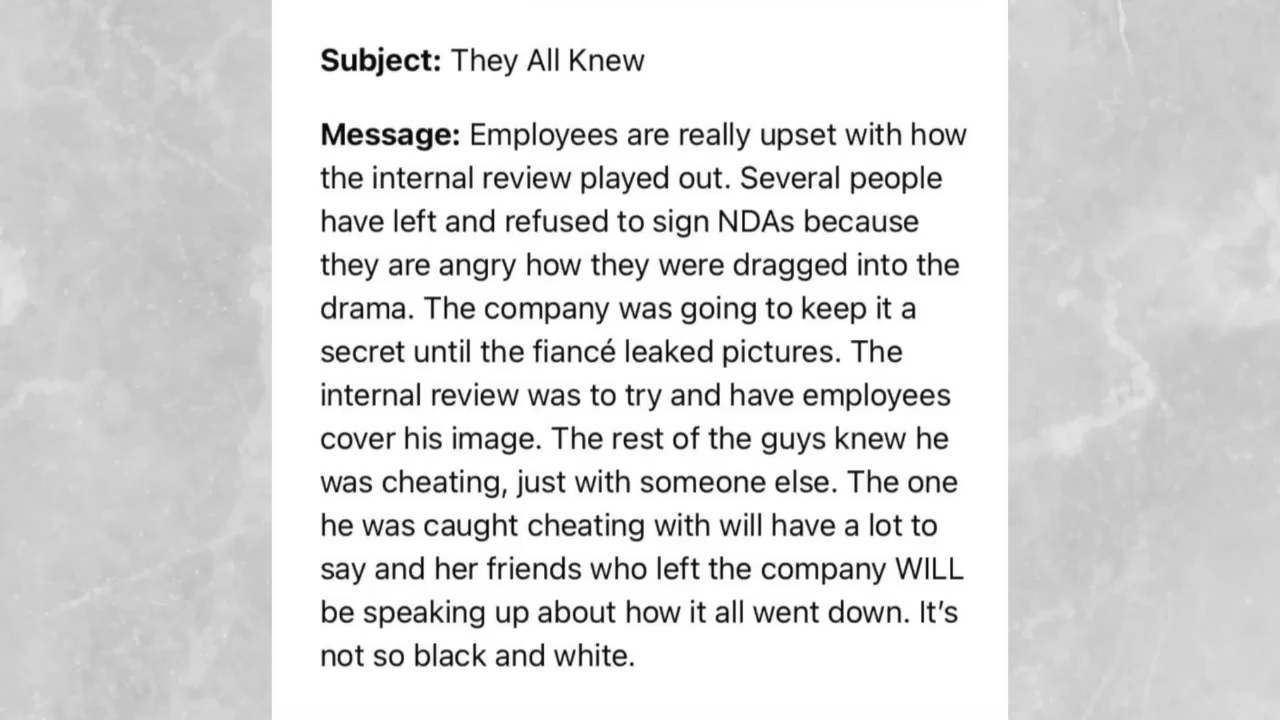 Subject: They All Knew
Message: Employees are really upset with how
the internal review played out. Several people
have left and refused to sign NDAs because
they are angry how they were dragged into the
drama. The company was going to keep it a
secret until the fiancé leaked pictures. The
internal review was to try and have employees
cover his image. The rest of the guys knew he
was cheating, just with someone else. The one
he was caught cheating with will have a lot to
say and her friends who left the company WILL
be speaking up about how it all went down. It’s
not so black and white.